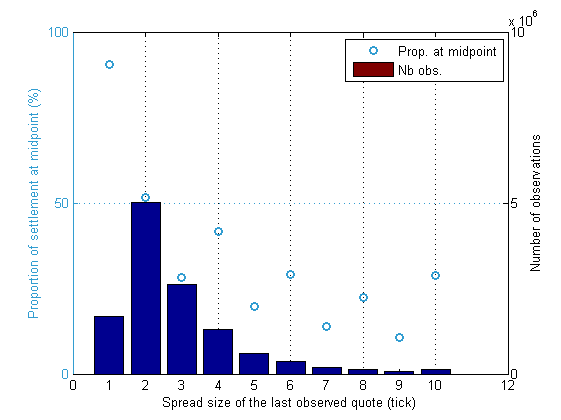 x 10^6
100
50
0
10
5
0
Prop. at midpoint
Nb obs.
Proportion of settlement at midpoint (%)
Number of observations
0 1 2 3 4 5 6 7 8 9 10 12
Spread size of the last observed quote (tick)